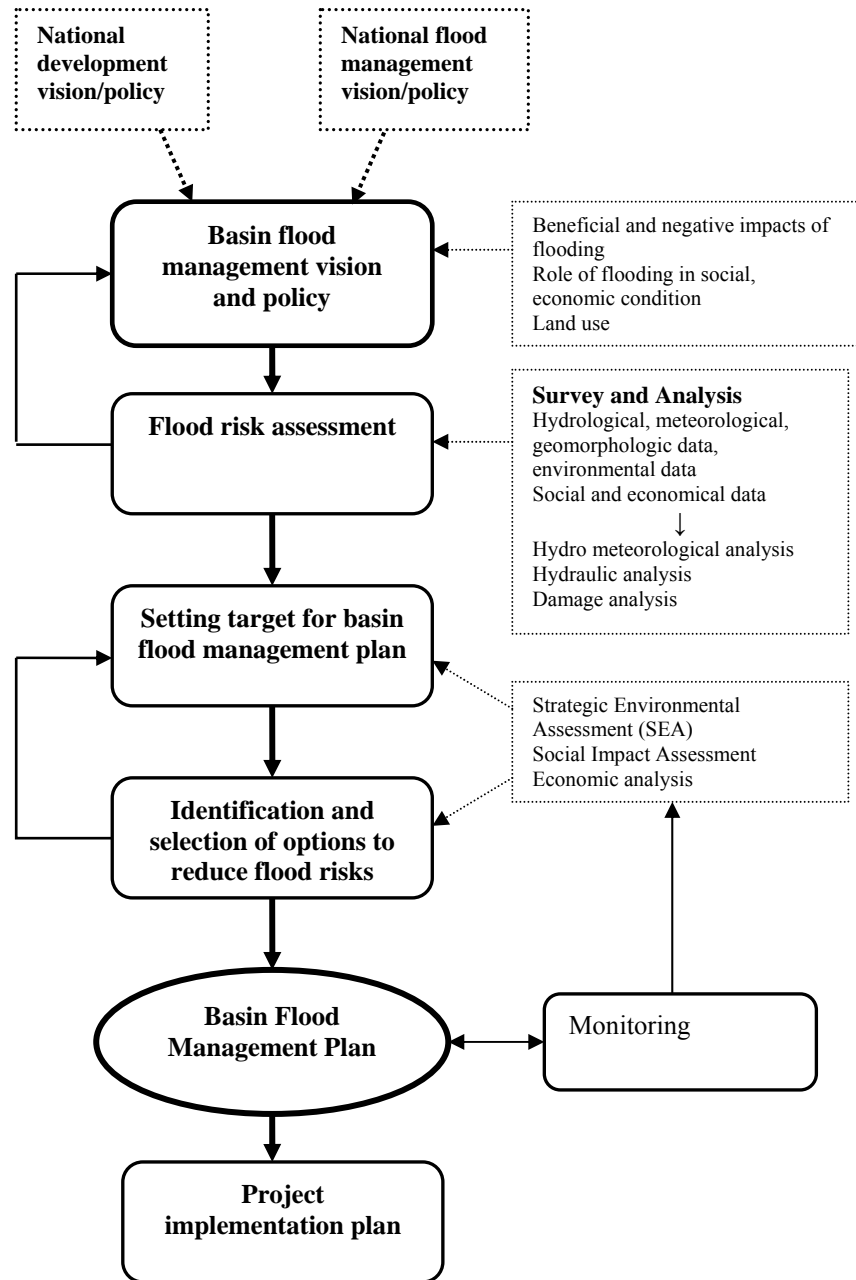 National
development
vision/policy
National flood
management
vision/policy
Basin flood
management vision
and policy
Beneficial and negative impacts of
flooding
Role of flooding in social,
economic condition
Land use
Flood risk assessment
Survey and Analysis
Hydrological, meteorological,
geomorphologic data,
environmental data
Social and economical data
↓
Hydro meteorological analysis
Hydraulic analysis
Damage analysis
Setting target for basin
flood management plan
Strategic Environmental
Assessment (SEA)
Social Impact Assessment
Economic analysis
Identification and
selection of options to
reduce flood risks
Basin Flood
Management Plan
Monitoring
Project
implementation plan